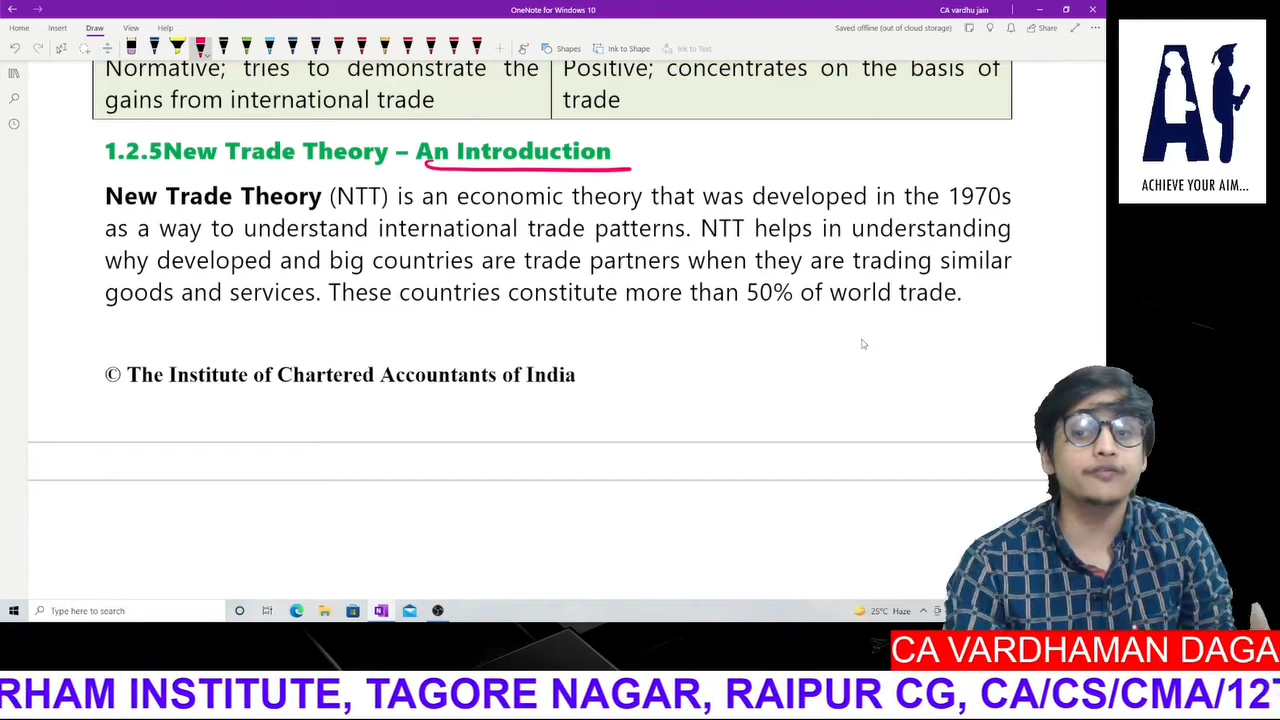 OneNote for Windows 10
CA vardhu jain
Home Insert Draw View Help
Saved offline (out of cloud storage)
Share
Shapes Ink to Shape Ink to Text
Normative; tries to demonstrate the
gains from international trade
Positive; concentrates on the basis of
trade
1.2.5New Trade Theory – An Introduction
New Trade Theory (NTT) is an economic theory that was developed in the 1970s
as a way to understand international trade patterns. NTT helps in understanding
why developed and big countries are trade partners when they are trading similar
goods and services. These countries constitute more than 50% of world trade.
© The Institute of Chartered Accountants of India
AI
ACHIEVE YOUR AIM...
Type here to search
25°C Haze
CA VARDHAMAN DAGA
RHAM INSTITUTE, TAGORE NAGAR, RAIPUR CG, CA/CS/CMA/12T